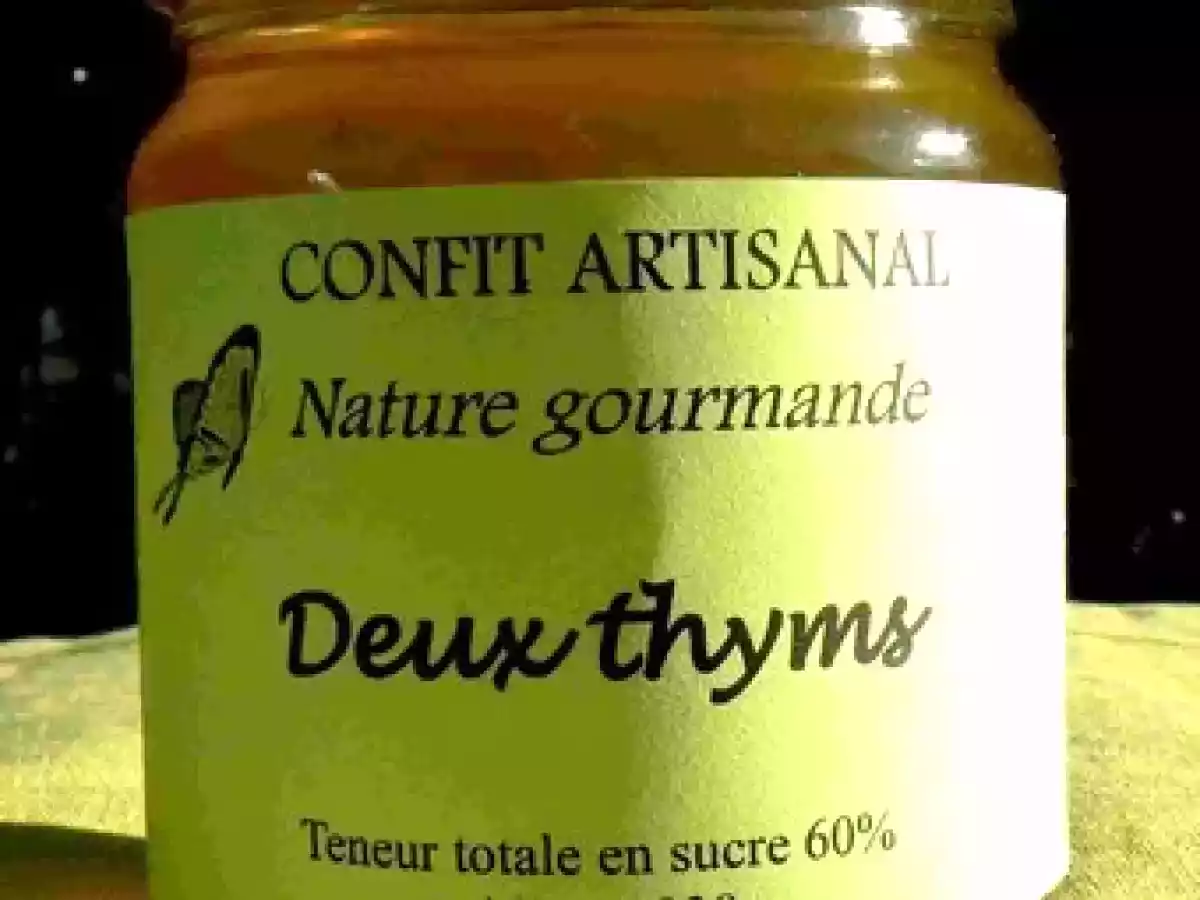 CONFIT ARTISANAL
Nature gourmande
Deux thyms
Teneur totale en sucre 60%